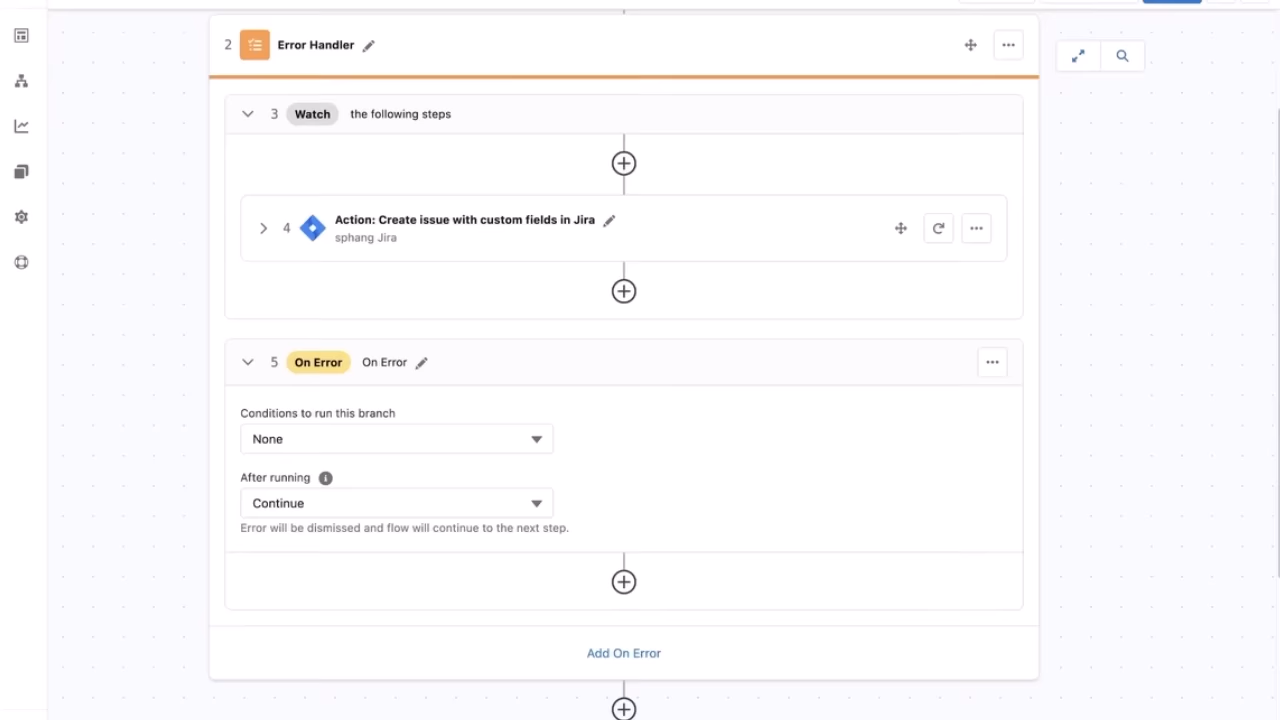 2 Error Handler
3 Watch the following steps
4 Action: Create issue with custom fields in Jira
sphang Jira
5 On Error On Error
Conditions to run this branch
None
After running
Continue
Error will be dismissed and flow will continue to the next step.
Add On Error